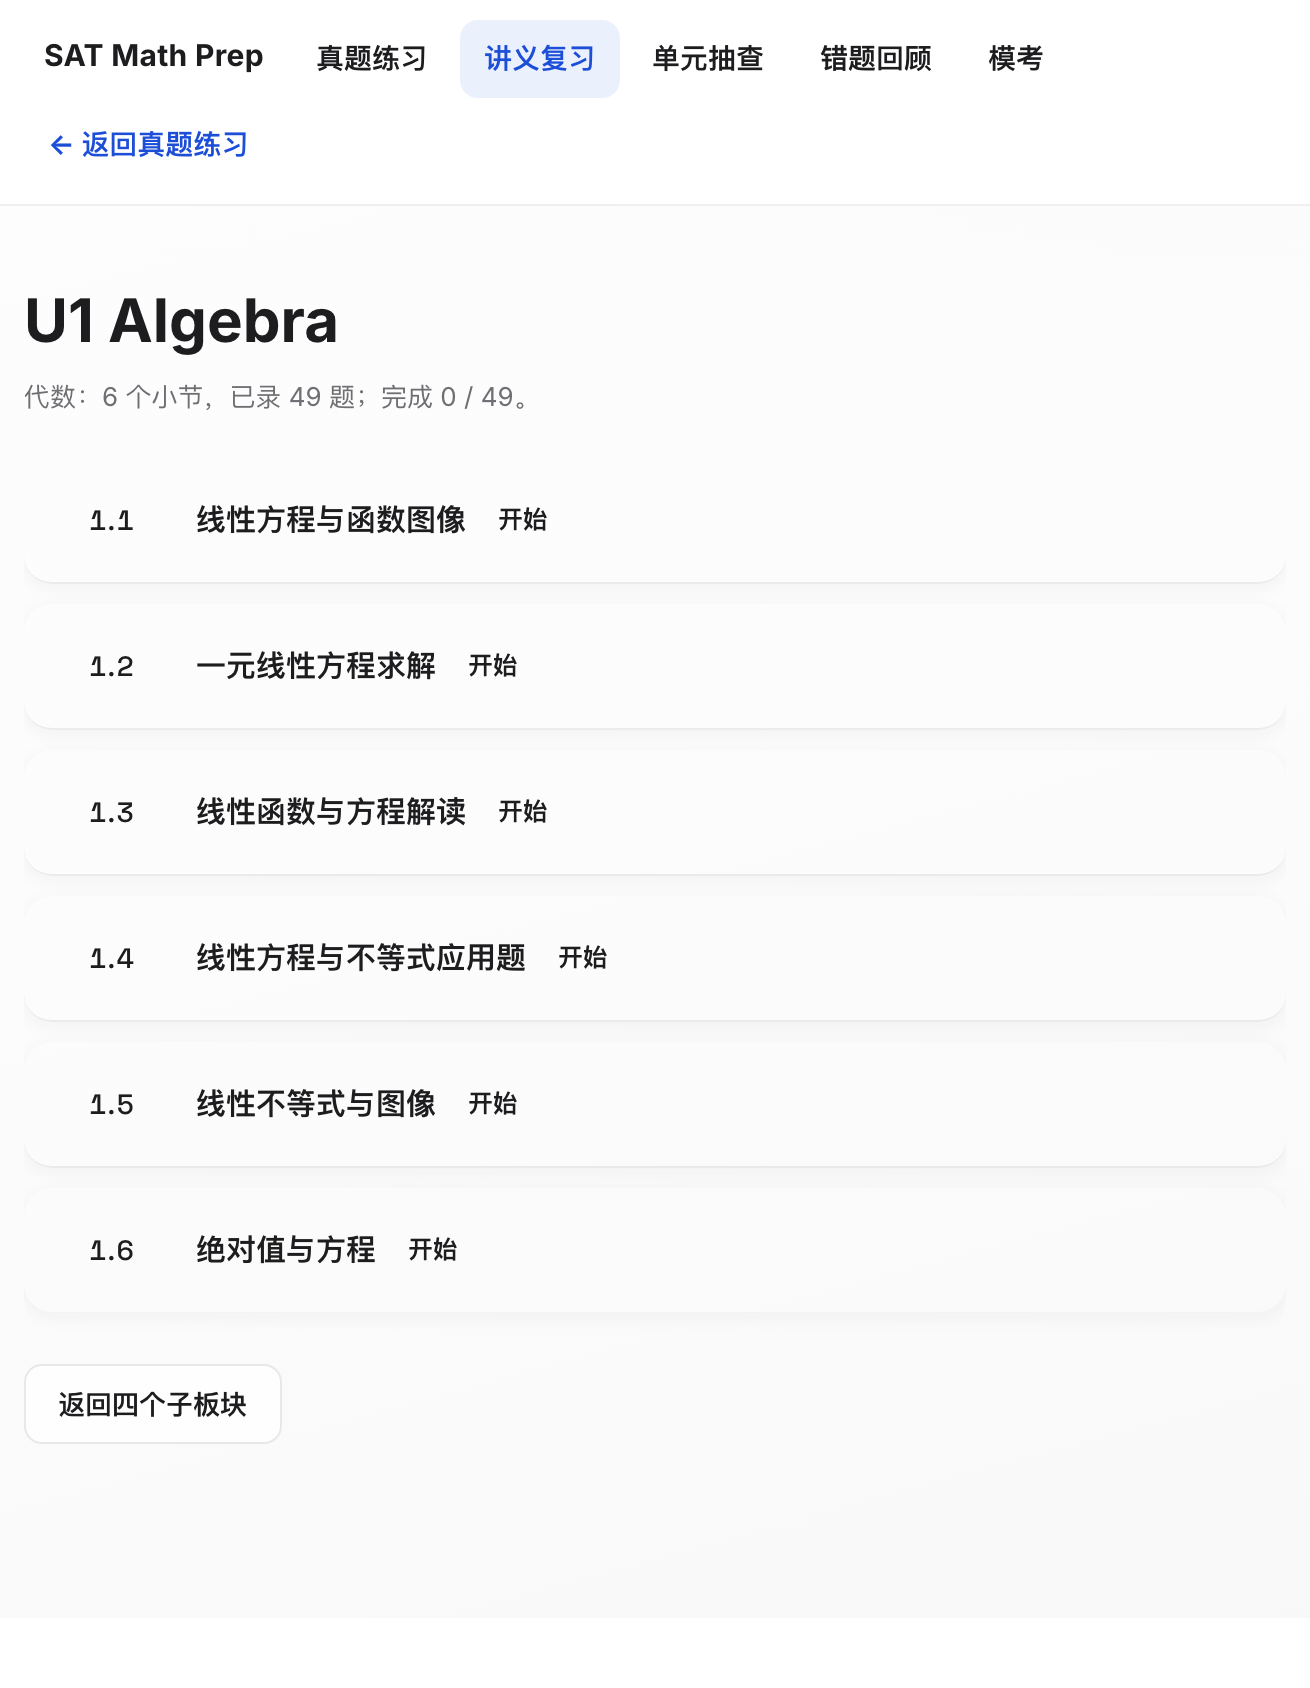 SAT Math Prep 真题练习 讲义复习 单元抽查 错题回顾 模考
← 返回真题练习
U1 Algebra
代数：6 个小节，已录 49 题；完成 0 / 49。
1.1 线性方程与函数图像 开始
1.2 一元线性方程求解 开始
1.3 线性函数与方程解读 开始
1.4 线性方程与不等式应用题 开始
1.5 线性不等式与图像 开始
1.6 绝对值与方程 开始
返回四个子板块